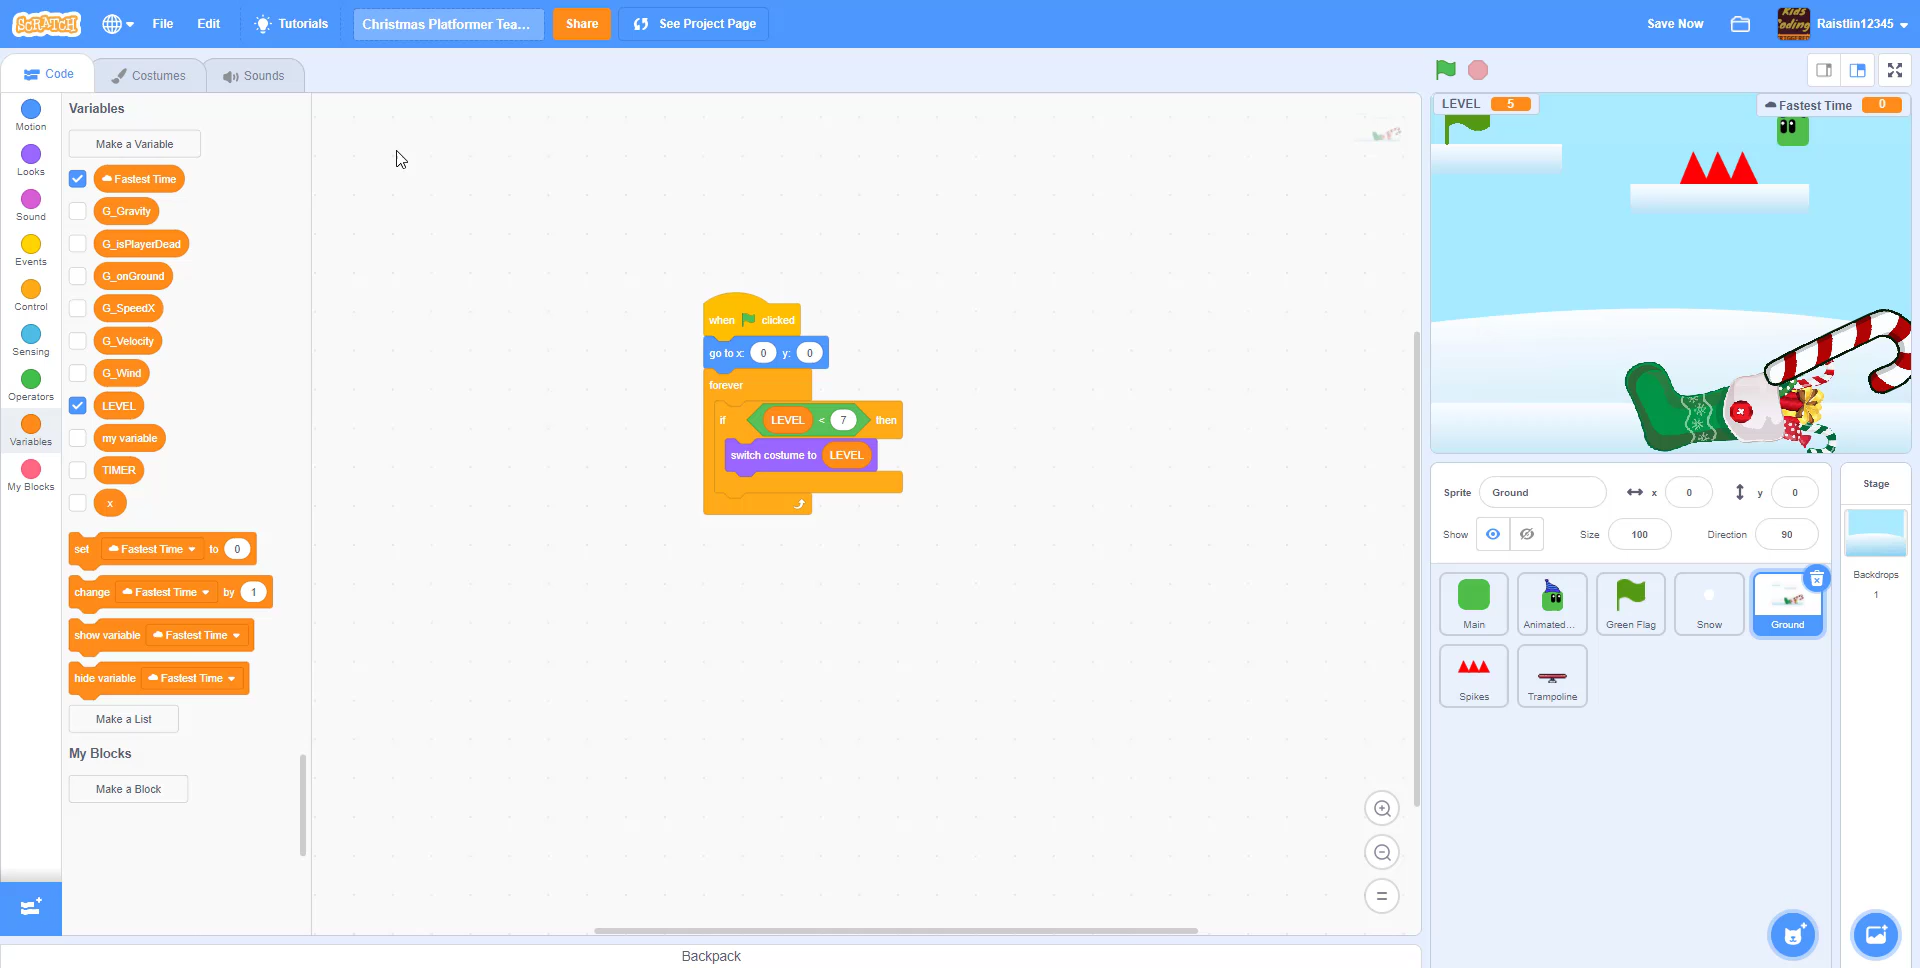 SCRATCH
File
Edit
Tutorials
Christmas Platformer Tea...
Share
See Project Page
Save Now
Raistlin12345
Code
Costumes
Sounds
Motion
Looks
Sound
Events
Control
Sensing
Operators
Variables
My Blocks
Variables
Make a Variable
Fastest Time
G_Gravity
G_isPlayerDead
G_onGround
G_SpeedX
G_Velocity
G_Wind
LEVEL
my variable
TIMER
x
set Fastest Time to 0
change Fastest Time by 1
show variable Fastest Time
hide variable Fastest Time
Make a List
My Blocks
Make a Block
when clicked
go to x: 0 y: 0
forever
if LEVEL < 7 then
switch costume to LEVEL
Backpack
LEVEL 5
Fastest Time 0
Sprite Ground x 0 y 0
Show Size 100 Direction 90
Main
Animated...
Green Flag
Snow
Ground
Spikes
Trampoline
Stage
Backdrops
1